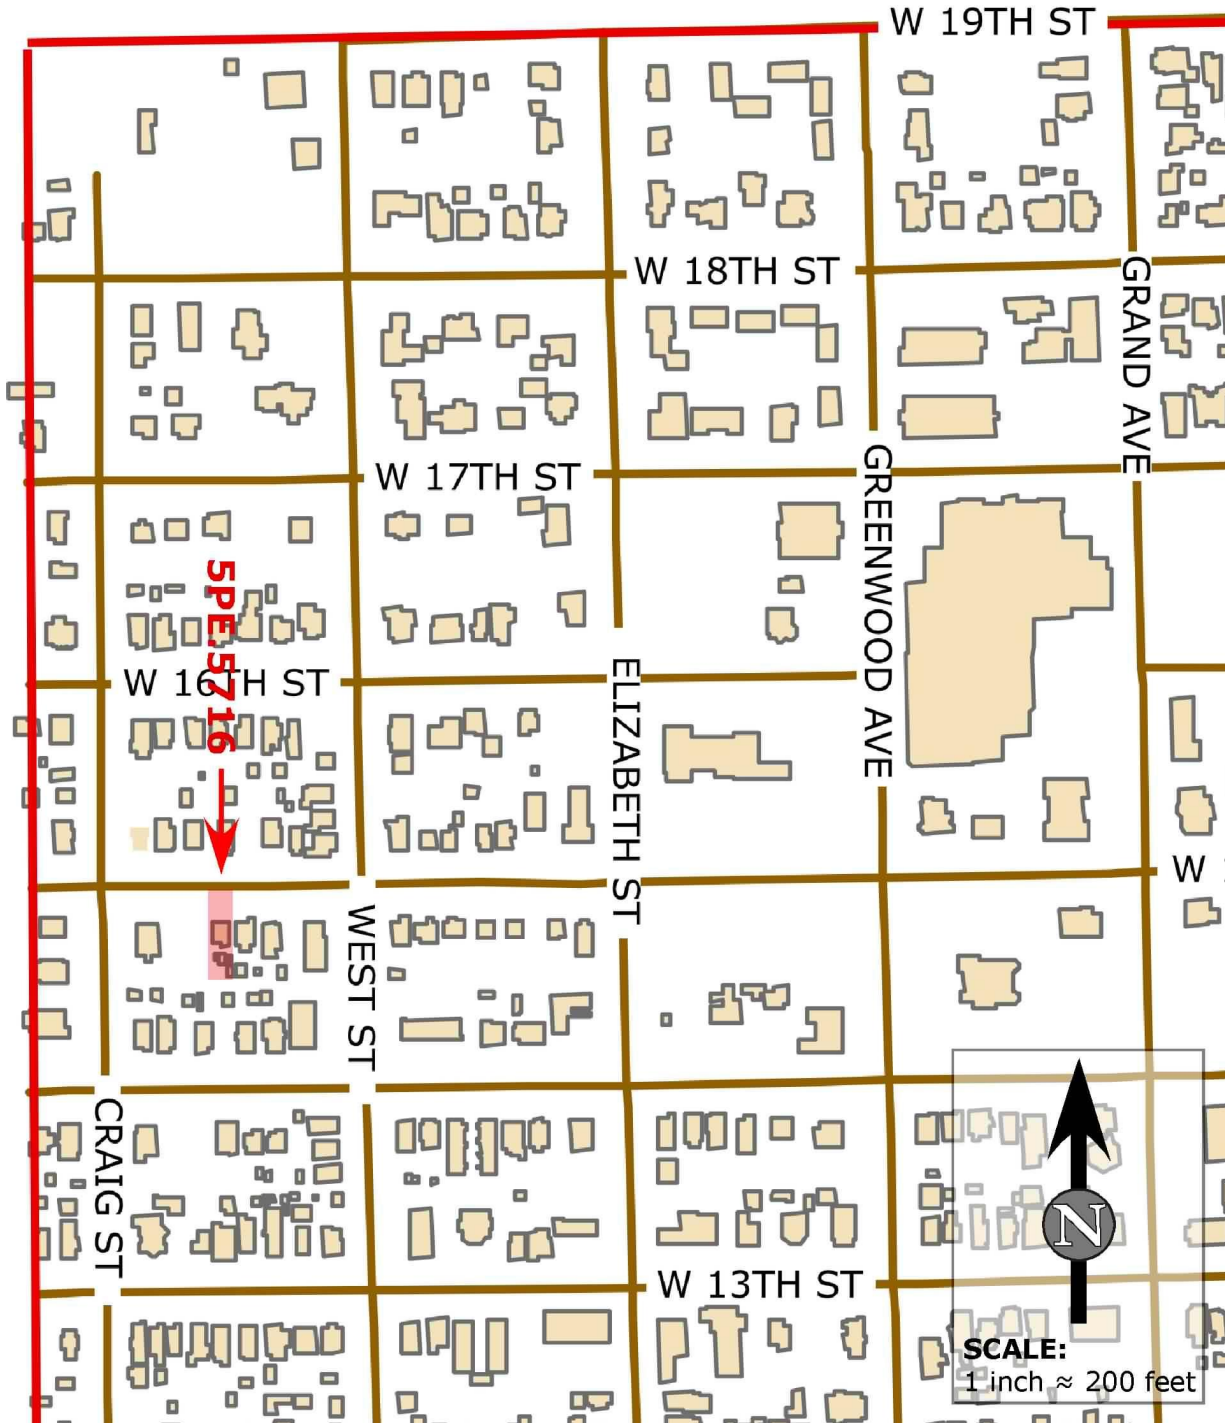 W 19TH ST
W 18TH ST
GRAND AVE
W 17TH ST
GREENWOOD AVE
5PE.5716
W 16TH ST
ELIZABETH ST
W
WEST ST
CRAIG ST
W 13TH ST
N
SCALE:
1 inch ≈ 200 feet